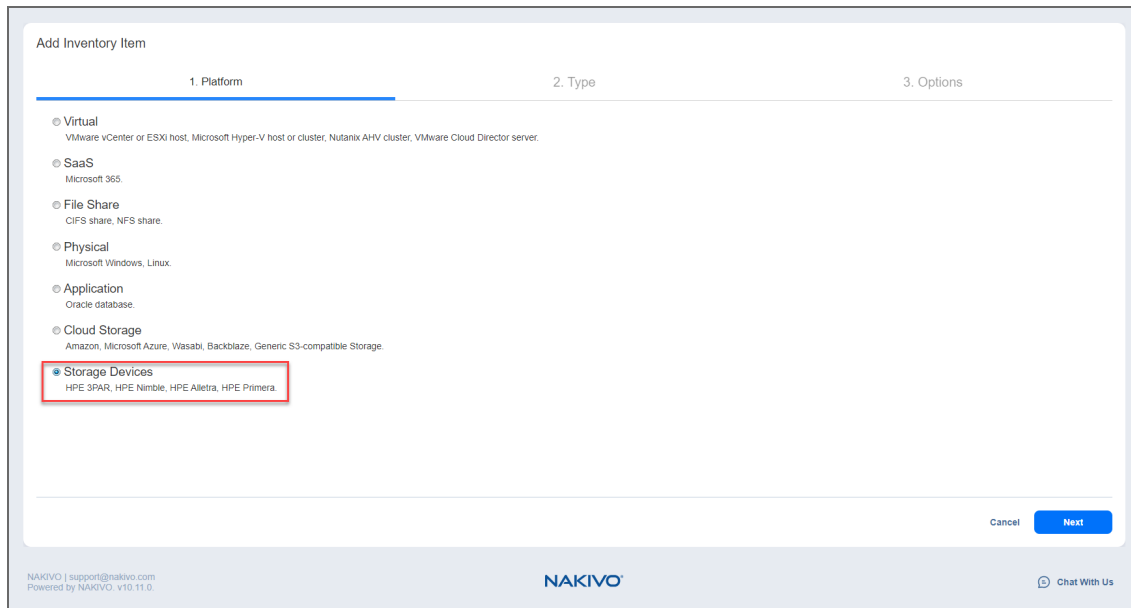 Add Inventory Item
1. Platform
2. Type
3. Options
Virtual
VMware vCenter or ESXi host, Microsoft Hyper-V host or cluster, Nutanix AHV cluster, VMware Cloud Director server.
SaaS
Microsoft 365.
File Share
CIFS share, NFS share.
Physical
Microsoft Windows, Linux.
Application
Oracle database.
Cloud Storage
Amazon, Microsoft Azure, Wasabi, Backblaze, Generic S3-compatible Storage.
Storage Devices
HPE 3PAR, HPE Nimble, HPE Alletra, HPE Primera.
Cancel
Next
NAKIVO | support@nakivo.com
Powered by NAKIVO. v10.11.0.
NAKIVO
Chat With Us